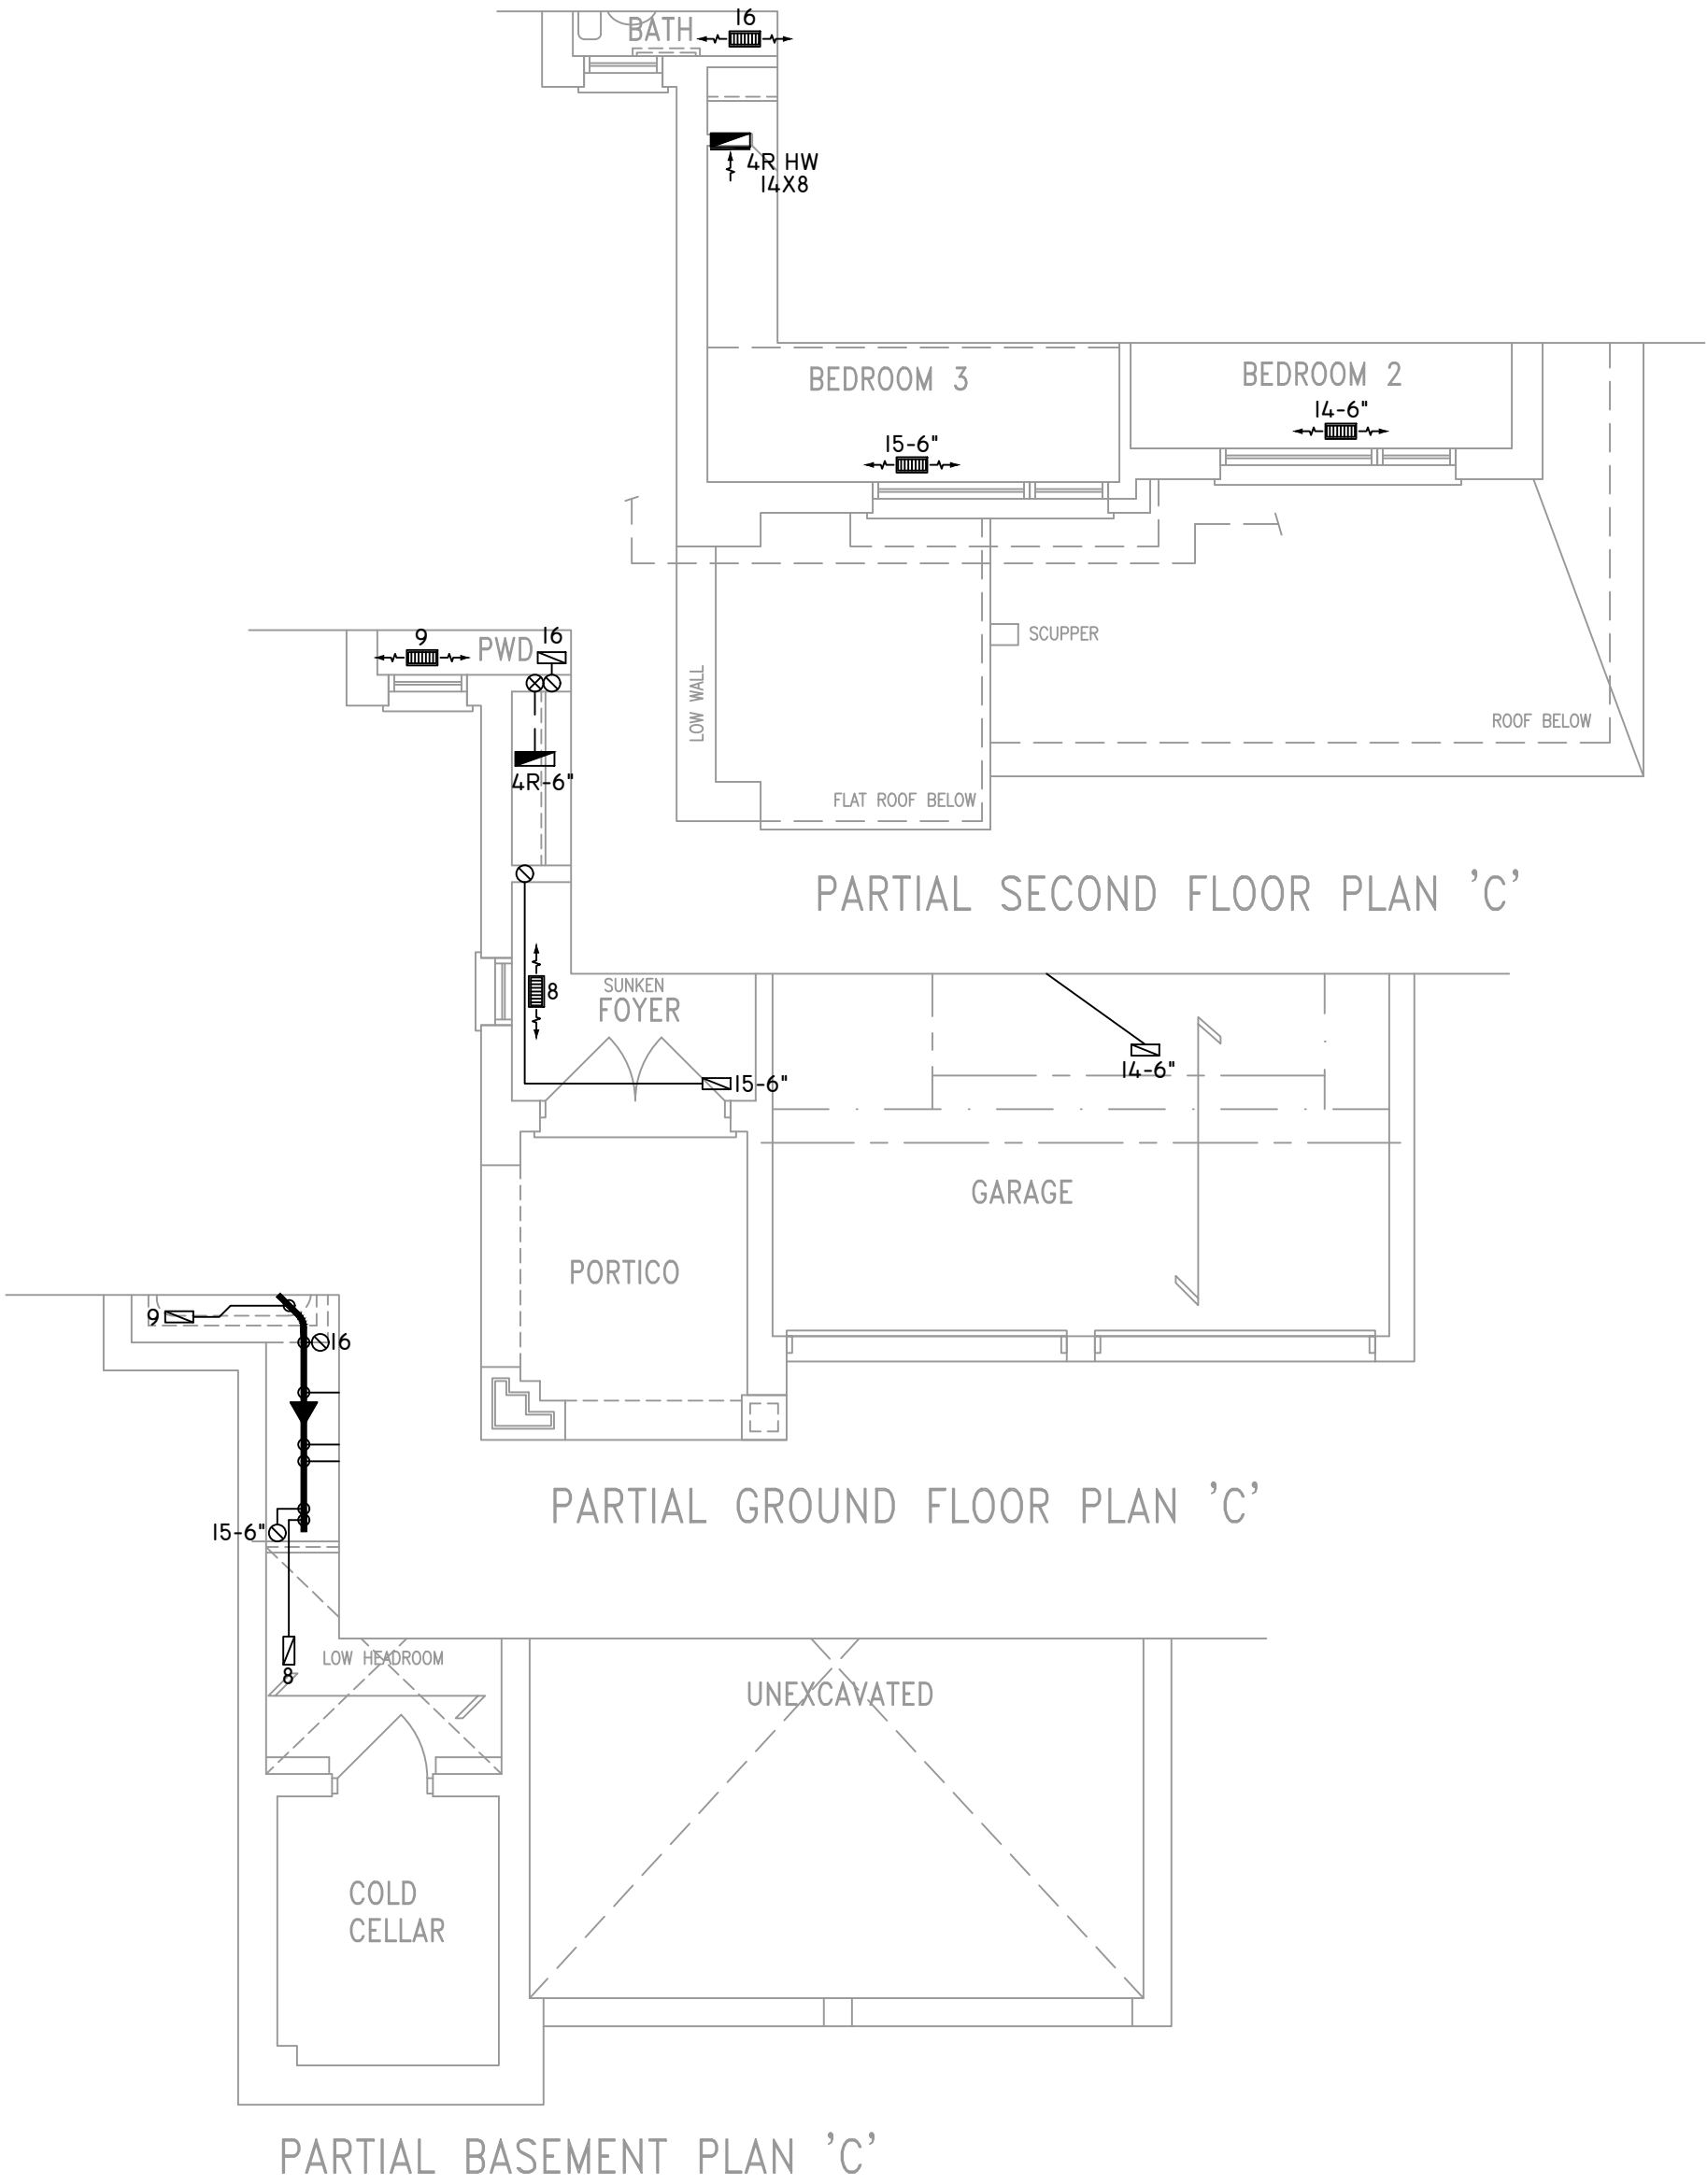 16
BATH
4R HW
14X8
BEDROOM 3
BEDROOM 2
14-6"
15-6"
SCUPPER
LOW WALL
ROOF BELOW
FLAT ROOF BELOW
PARTIAL SECOND FLOOR PLAN 'C'
9
PWD
16
4R-6"
8
SUNKEN
FOYER
15-6"
14-6"
GARAGE
PORTICO
PARTIAL GROUND FLOOR PLAN 'C'
9
16
15-6"
8
LOW HEADROOM
UNEXCAVATED
COLD
CELLAR
PARTIAL BASEMENT PLAN 'C'